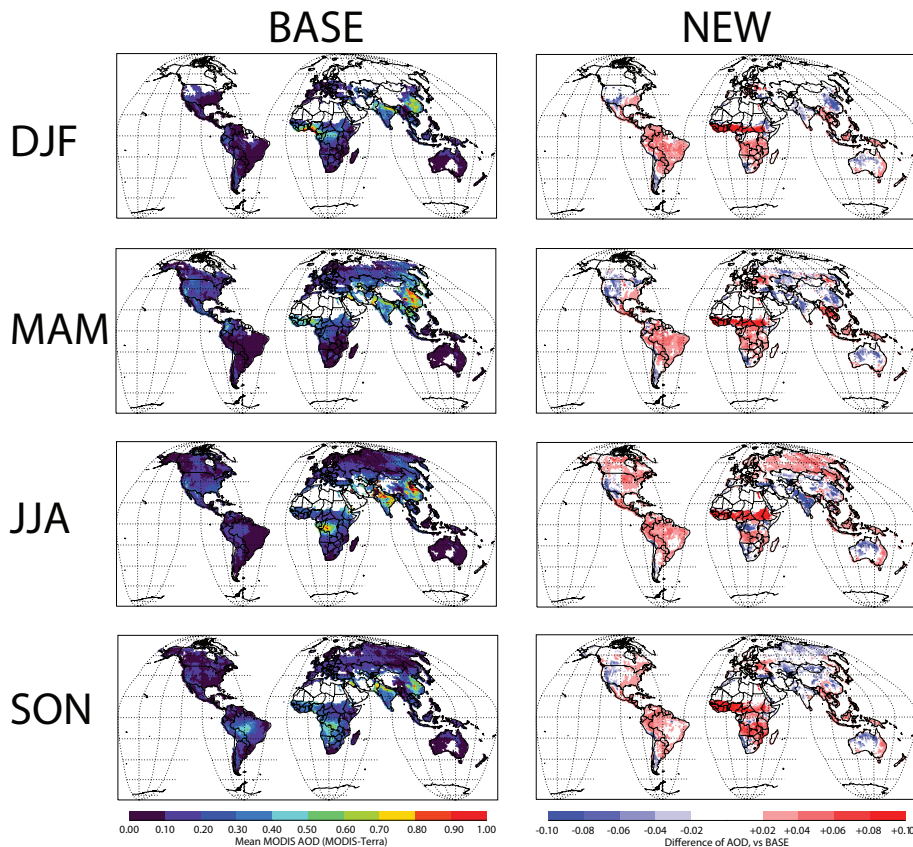 BASE NEW
DJF
MAM
JJA
SON
0.00 0.10 0.20 0.30 0.40 0.50 0.60 0.70 0.80 0.90 1.00
Mean MODIS AOD (MODIS-Terra)
-0.10 -0.08 -0.06 -0.04 -0.02 +0.02 +0.04 +0.06 +0.08 +0.10
Difference of AOD, vs BASE